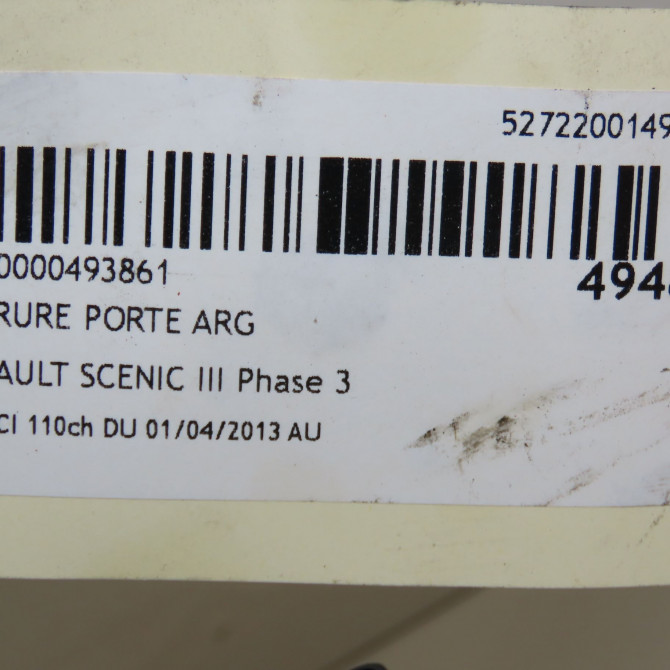 5272200149
0000493861
494
RURE PORTE ARG
AULT SCENIC III Phase 3
CI 110ch DU 01/04/2013 AU